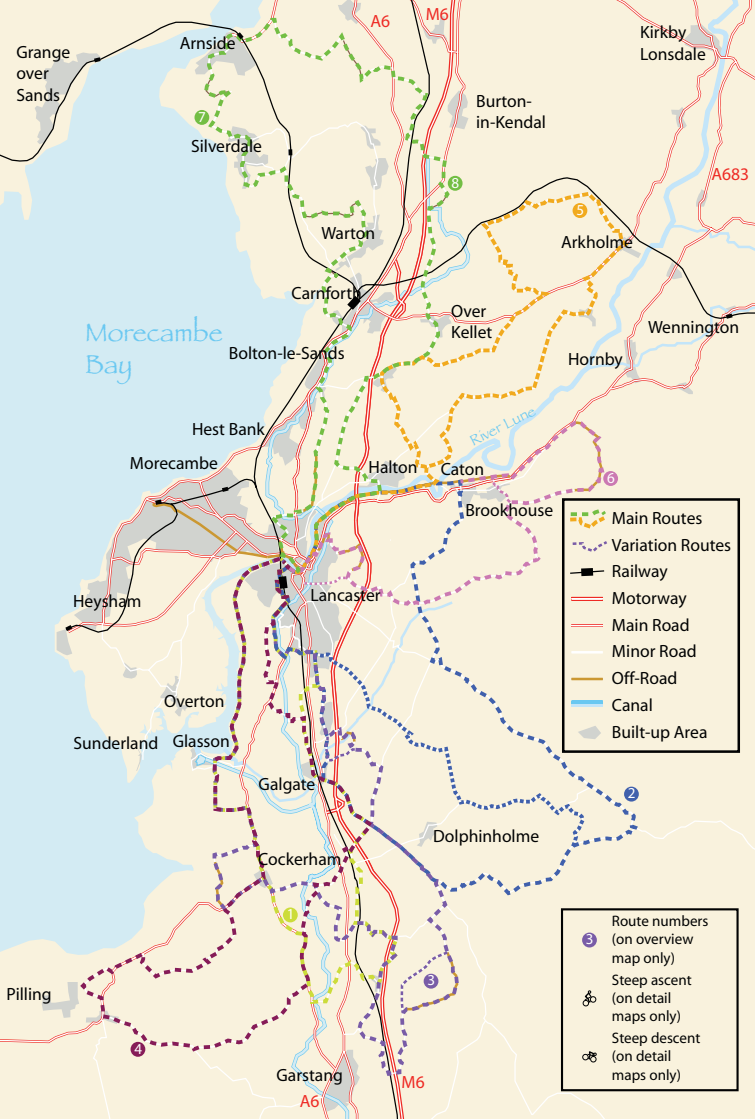 A6
M6
Arnside
Kirkby
Lonsdale
Grange
over
Sands
Burton-
in-Kendal
7
Silverdale
A683
8
5
Warton
Arkholme
Carnforth
Over
Kellet
Wennington
Morecambe
Bay
Bolton-le-Sands
Hornby
River Lune
Hest Bank
Morecambe
Halton
Caton
6
Brookhouse
Main Routes
Variation Routes
Railway
Motorway
Main Road
Minor Road
Off-Road
Canal
Built-up Area
Lancaster
Heysham
Overton
Sunderland
Glasson
Galgate
2
Dolphinholme
Cockerham
1
3
Route numbers
(on overview
map only)
Steep ascent
(on detail
maps only)
Steep descent
(on detail
maps only)
3
Pilling
4
Garstang
M6
A6